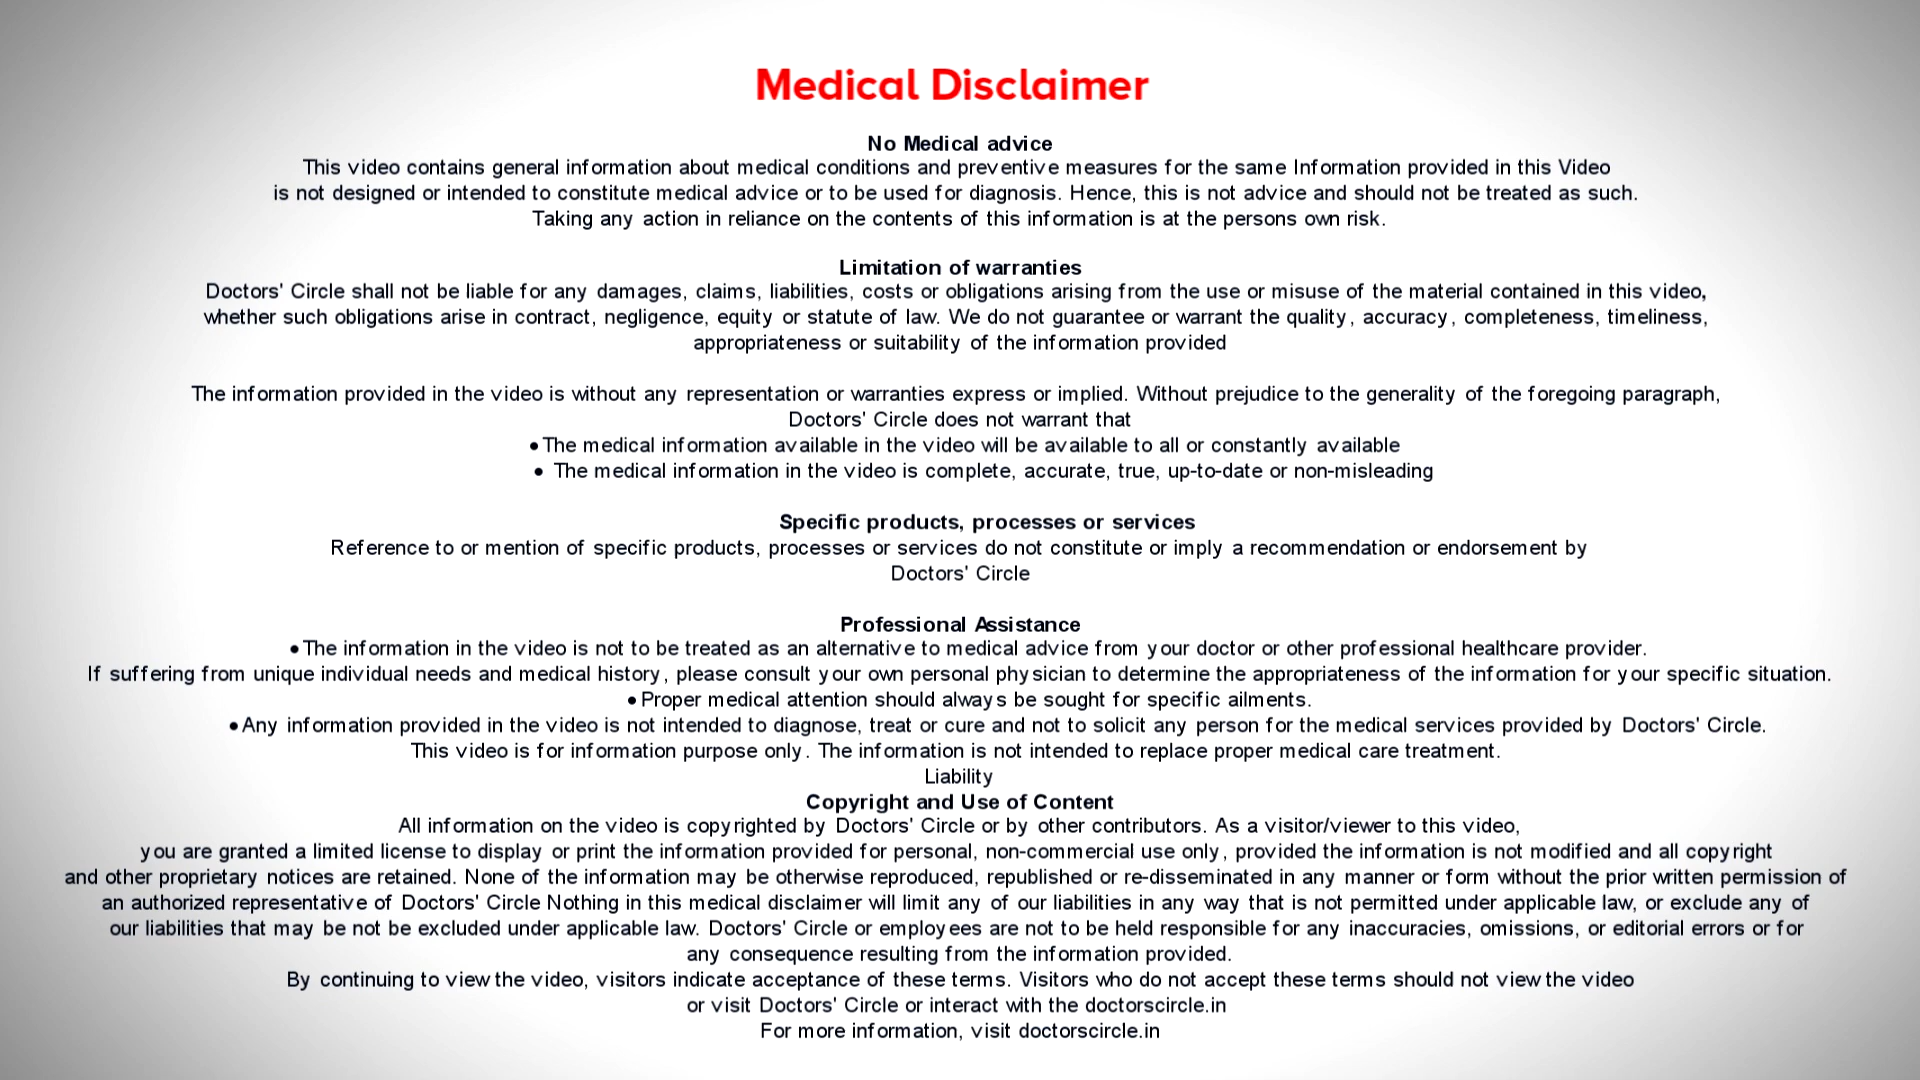 Medical Disclaimer
No Medical advice
This video contains general information about medical conditions and preventive measures for the same Information provided in this Video
is not designed or intended to constitute medical advice or to be used for diagnosis. Hence, this is not advice and should not be treated as such.
Taking any action in reliance on the contents of this information is at the persons own risk.
Limitation of warranties
Doctors' Circle shall not be liable for any damages, claims, liabilities, costs or obligations arising from the use or misuse of the material contained in this video,
whether such obligations arise in contract, negligence, equity or statute of law. We do not guarantee or warrant the quality, accuracy, completeness, timeliness,
appropriateness or suitability of the information provided
The information provided in the video is without any representation or warranties express or implied. Without prejudice to the generality of the foregoing paragraph,
Doctors' Circle does not warrant that
• The medical information available in the video will be available to all or constantly available
• The medical information in the video is complete, accurate, true, up-to-date or non-misleading
Specific products, processes or services
Reference to or mention of specific products, processes or services do not constitute or imply a recommendation or endorsement by
Doctors' Circle
Professional Assistance
• The information in the video is not to be treated as an alternative to medical advice from your doctor or other professional healthcare provider.
If suffering from unique individual needs and medical history, please consult your own personal physician to determine the appropriateness of the information for your specific situation.
• Proper medical attention should always be sought for specific ailments.
• Any information provided in the video is not intended to diagnose, treat or cure and not to solicit any person for the medical services provided by Doctors' Circle.
This video is for information purpose only. The information is not intended to replace proper medical care treatment.
Liability
Copyright and Use of Content
All information on the video is copyrighted by Doctors' Circle or by other contributors. As a visitor/viewer to this video,
you are granted a limited license to display or print the information provided for personal, non-commercial use only, provided the information is not modified and all copyright
and other proprietary notices are retained. None of the information may be otherwise reproduced, republished or re-disseminated in any manner or form without the prior written permission of
an authorized representative of Doctors' Circle Nothing in this medical disclaimer will limit any of our liabilities in any way that is not permitted under applicable law, or exclude any of
our liabilities that may be not be excluded under applicable law. Doctors' Circle or employees are not to be held responsible for any inaccuracies, omissions, or editorial errors or for
any consequence resulting from the information provided.
By continuing to view the video, visitors indicate acceptance of these terms. Visitors who do not accept these terms should not view the video
or visit Doctors' Circle or interact with the doctorscircle.in
For more information, visit doctorscircle.in